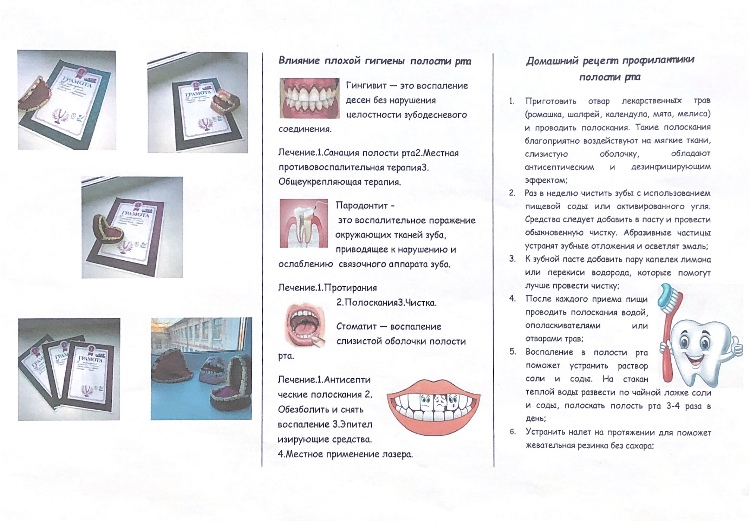 ГРАМОТА
ГРАМОТА
ГРАМОТА
ГРАМОТА
ГРАМОТА
ГРАМОТА
Влияние плохой гигиены полости рта
Гингивит — это воспаление
десен без нарушения
целостности зубодесневого
соединения.
Лечение.1.Санация полости рта2.Местная
противовоспалительная терапия3.
Общеукрепляющая терапия.
Пародонтит -
это воспалительное поражение
окружающих тканей зуба,
приводящее к нарушению и
ослаблению связочного аппарата зуба.
Лечение.1.Протирания
2.Полоскания3.Чистка.
Стоматит — воспаление
слизистой оболочки полости
рта.
Лечение.1.Антисепти
ческие полоскания 2.
Обезболить и снять
воспаление 3.Эпител
изирующие средства.
4.Местное применение лазера.
Домашний рецепт профилактики
полости рта
1. Приготовить отвар лекарственных трав
(ромашка, шалфей, календула, мята, мелиса)
и проводить полоскания. Такие полоскания
благоприятно воздействуют на мягкие ткани,
слизистую оболочку, обладают
антисептическим и дезинфицирующим
эффектом;
2. Раз в неделю чистить зубы с использованием
пищевой соды или активированного угля.
Средства следует добавить в пасту и провести
обыкновенную чистку. Абразивные частицы
устранят зубные отложения и осветлят эмаль;
3. К зубной пасте добавить пару капелек лимона
или перекиси водорода, которые помогут
лучше провести чистку;
4. После каждого приема пищи
проводить полоскания водой,
ополаскивателями или
отварами трав;
5. Воспаление в полости рта
поможет устранить раствор
соли и соды. На стакан
теплой воды развести по чайной ложке соли
и соды, полоскать полость рта 3-4 раза в
день;
6. Устранить налет на протяжении для поможет
жевательная резинка без сахара;